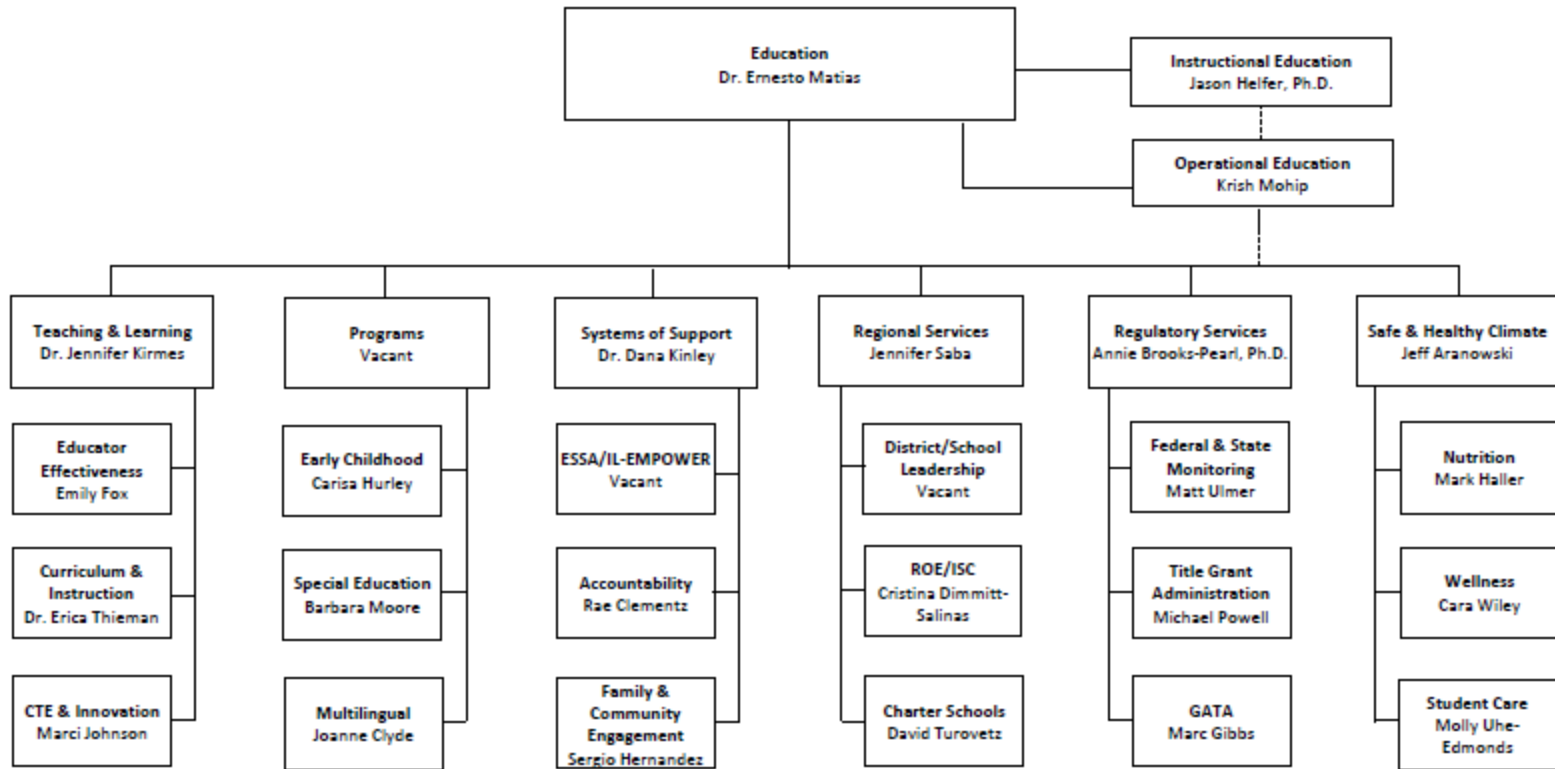 Education
Dr. Ernesto Matias
Instructional Education
Jason Helfer, Ph.D.
Operational Education
Krish Mohip
Teaching & Learning
Dr. Jennifer Kirmes
Programs
Vacant
Systems of Support
Dr. Dana Kinley
Regional Services
Jennifer Saba
Regulatory Services
Annie Brooks-Pearl, Ph.D.
Safe & Healthy Climate
Jeff Aranowski
Educator
Effectiveness
Emily Fox
Early Childhood
Carisa Hurley
ESSA/IL-EMPOWER
Vacant
District/School
Leadership
Vacant
Federal & State
Monitoring
Matt Ulmer
Nutrition
Mark Haller
Curriculum &
Instruction
Dr. Erica Thieman
Special Education
Barbara Moore
Accountability
Rae Clementz
ROE/ISC
Cristina Dimmitt-
Salinas
Title Grant
Administration
Michael Powell
Wellness
Cara Wiley
CTE & Innovation
Marci Johnson
Multilingual
Joanne Clyde
Family &
Community
Engagement
Sergio Hernandez
Charter Schools
David Turovetz
GATA
Marc Gibbs
Student Care
Molly Uhe-
Edmonds